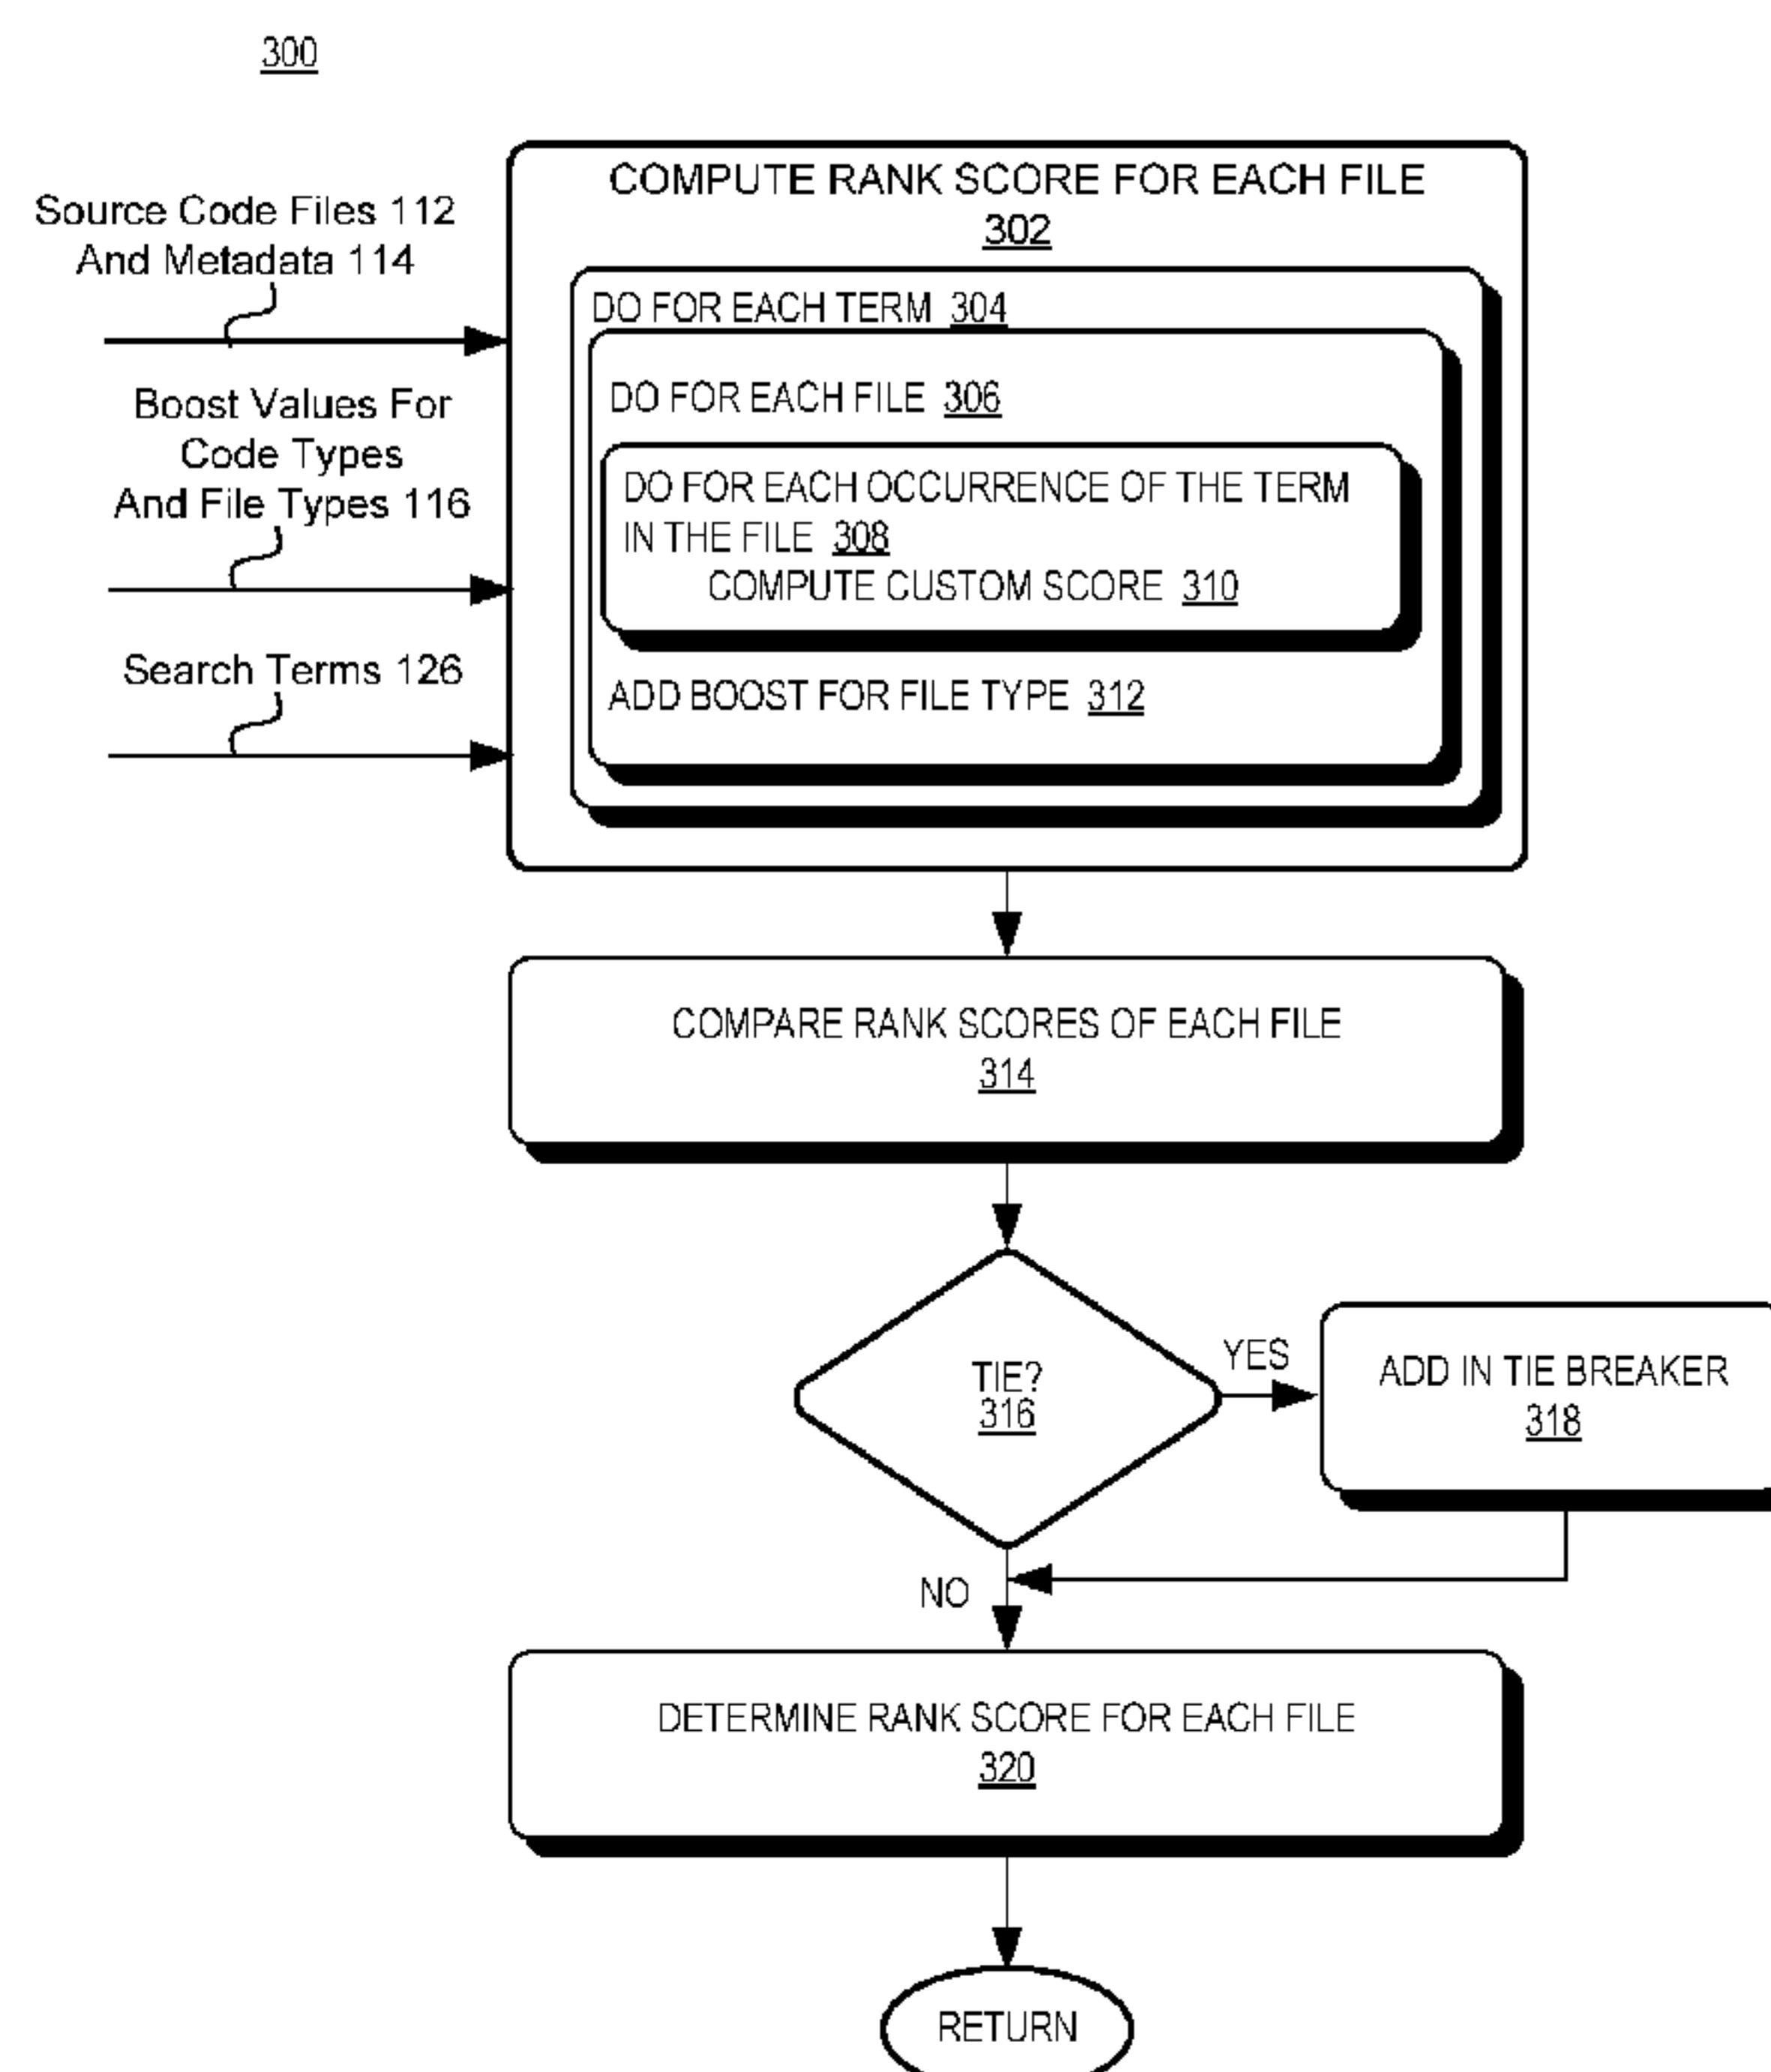 300
COMPUTE RANK SCORE FOR EACH FILE
302
Source Code Files 112
And Metadata 114
DO FOR EACH TERM 304
Boost Values For
Code Types
And File Types 116
DO FOR EACH FILE 306
DO FOR EACH OCCURRENCE OF THE TERM
IN THE FILE 308
COMPUTE CUSTOM SCORE 310
Search Terms 126
ADD BOOST FOR FILE TYPE 312
COMPARE RANK SCORES OF EACH FILE
314
TIE?
316
YES
ADD IN TIE BREAKER
318
NO
DETERMINE RANK SCORE FOR EACH FILE
320
RETURN